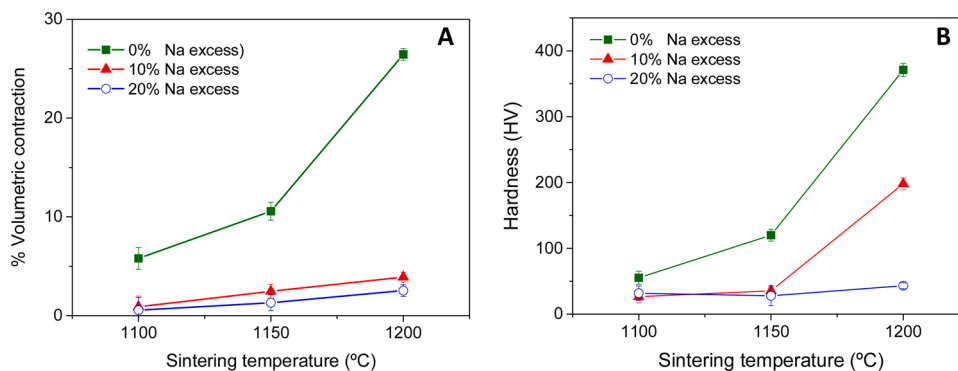 A
0% Na excess)
10% Na excess
20% Na excess
% Volumetric contraction
30
20
10
0
1100 1150 1200
Sintering temperature (ºC)
B
0% Na excess
10% Na excess
20% Na excess
Hardness (HV)
400
300
200
100
0
1100 1150 1200
Sintering temperature (ºC)